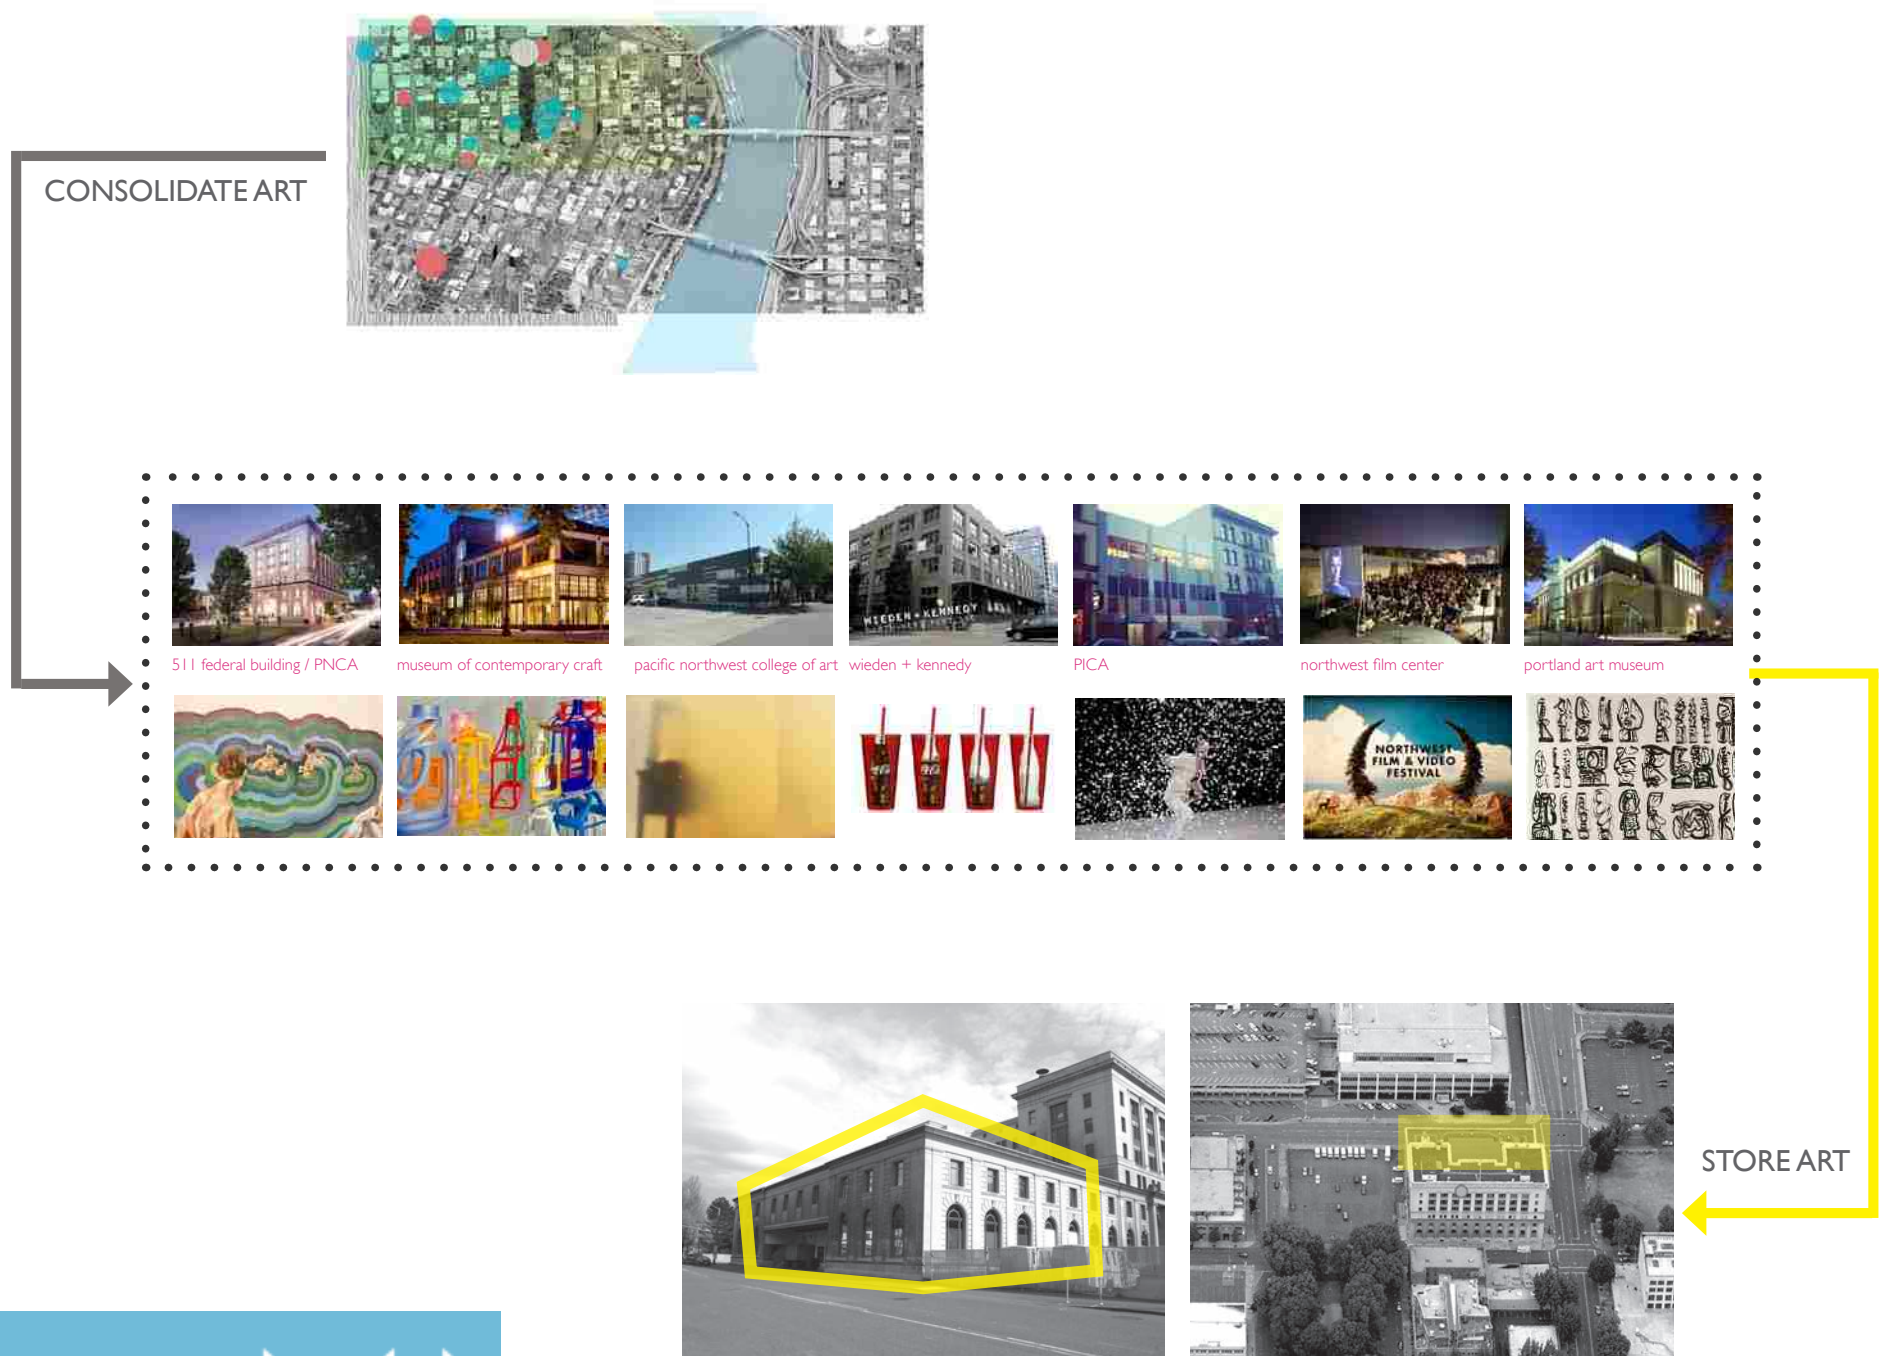 CONSOLIDATE ART
WIEDEN + KENNEDY
511 federal building / PNCA
museum of contemporary craft
pacific northwest college of art
wieden + kennedy
PICA
northwest film center
portland art museum
NORTHWEST
FILM & VIDEO
FESTIVAL
STORE ART